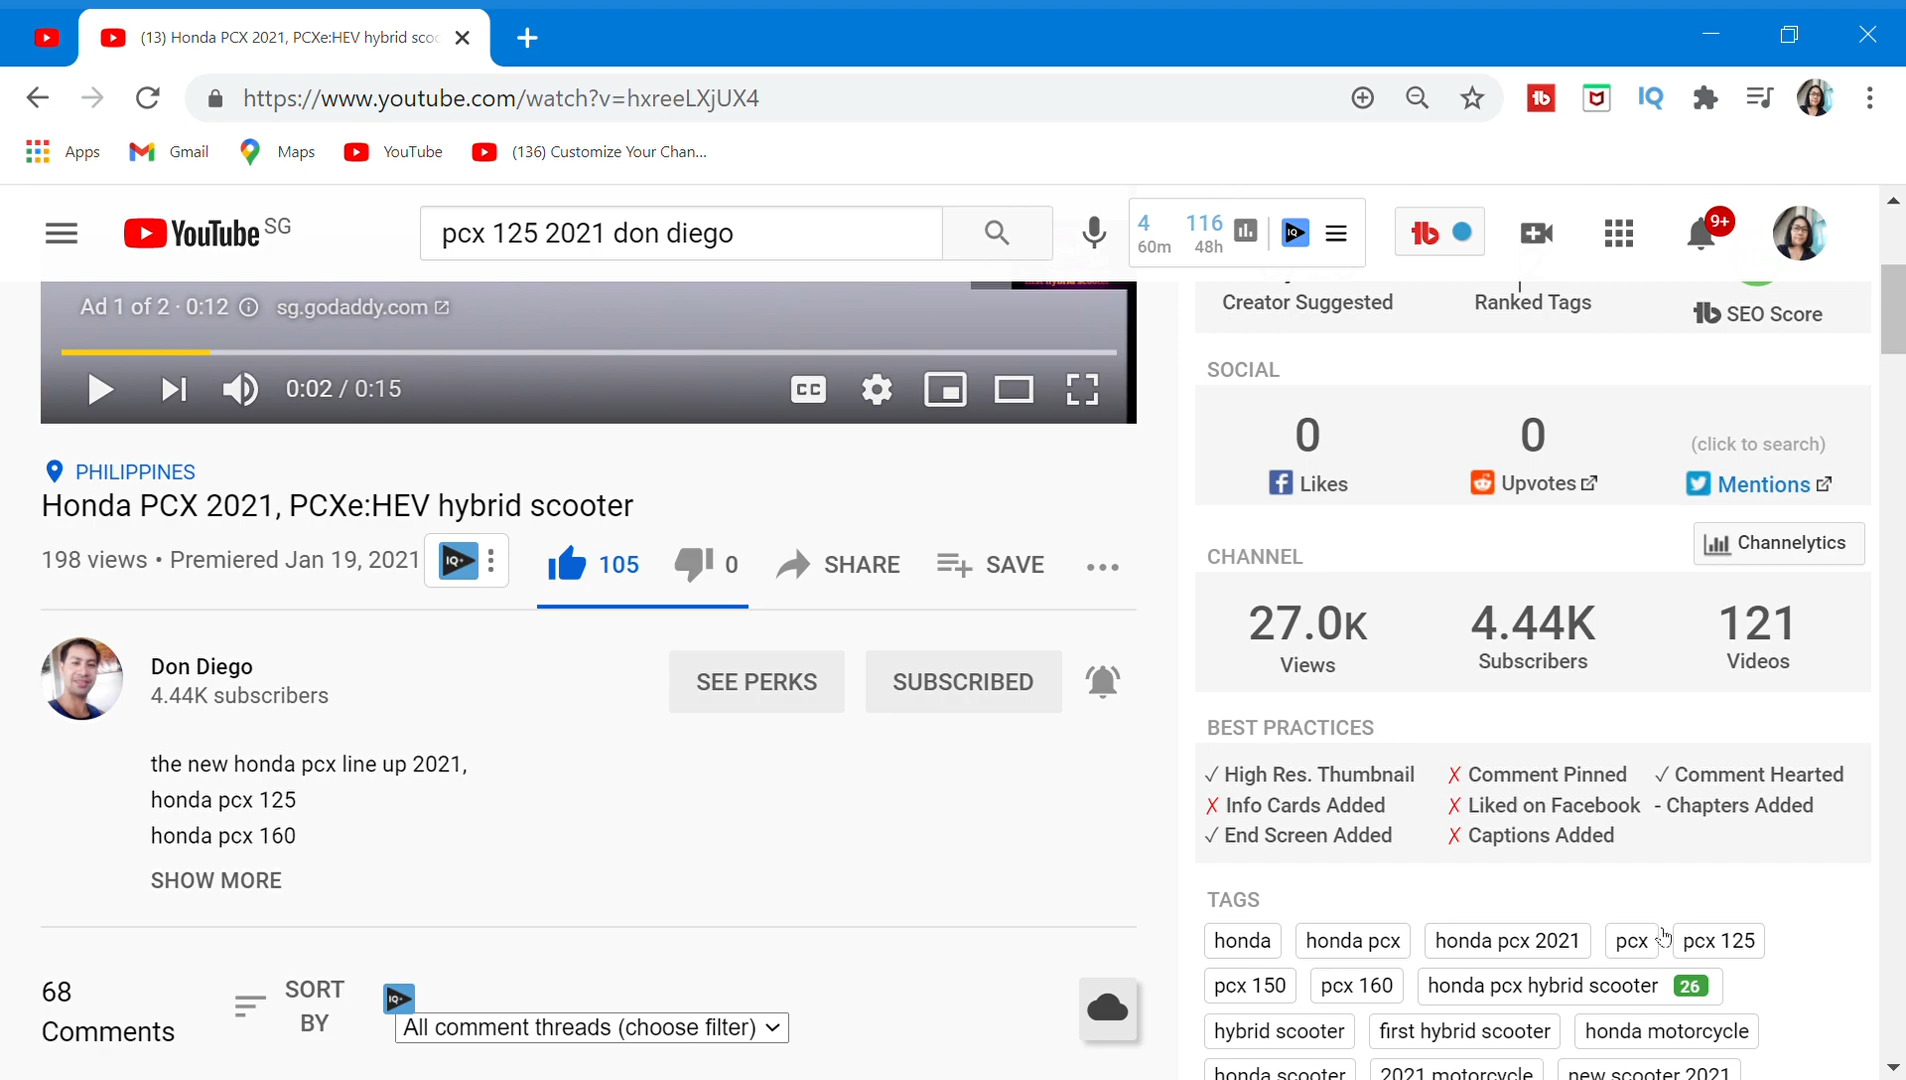 (13) Honda PCX 2021, PCXe:HEV hybrid scoo
https://www.youtube.com/watch?v=hxreeLXjUX4
Apps Gmail Maps YouTube (136) Customize Your Chan...
YouTube SG
pcx 125 2021 don diego
4 116
60m 48h
IQ
tb
9+
Ad 1 of 2 · 0:12 sg.godaddy.com
0:02 / 0:15
CC
PHILIPPINES
Honda PCX 2021, PCXe:HEV hybrid scooter
198 views • Premiered Jan 19, 2021
105 0 SHARE SAVE
Don Diego
4.44K subscribers
SEE PERKS SUBSCRIBED
the new honda pcx line up 2021,
honda pcx 125
honda pcx 160
SHOW MORE
68
Comments
SORT
BY
All comment threads (choose filter)
Creator Suggested Ranked Tags tb SEO Score
SOCIAL
0 0 (click to search)
Likes Upvotes Mentions
CHANNEL Channelytics
27.0K 4.44K 121
Views Subscribers Videos
BEST PRACTICES
✓ High Res. Thumbnail ✗ Comment Pinned ✓ Comment Hearted
✗ Info Cards Added ✗ Liked on Facebook - Chapters Added
✓ End Screen Added ✗ Captions Added
TAGS
honda honda pcx honda pcx 2021 pcx pcx 125
pcx 150 pcx 160 honda pcx hybrid scooter 26
hybrid scooter first hybrid scooter honda motorcycle
honda scooter 2021 motorcycle new scooter 2021